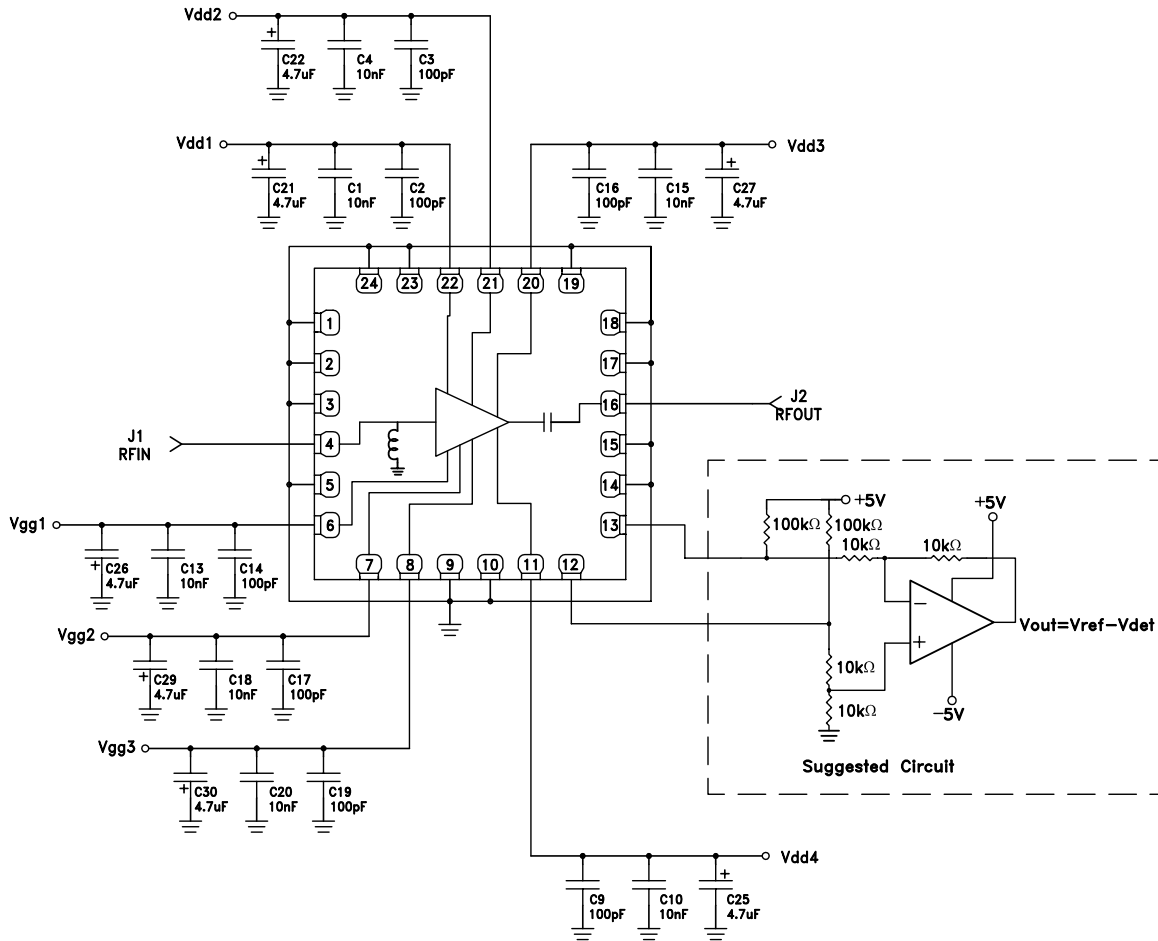 Vdd2
+
C22
4.7uF
C4
10nF
C3
100pF
Vdd1
+
C21
4.7uF
C1
10nF
C2
100pF
Vdd3
C16
100pF
C15
10nF
+
C27
4.7uF
24
23
22
21
20
19
1
2
3
4
5
6
18
17
16
15
14
13
7
8
9
10
11
12
J1
RFIN
J2
RFOUT
Vgg1
+
C26
4.7uF
C13
10nF
C14
100pF
Vgg2
+
C29
4.7uF
C18
10nF
C17
100pF
Vgg3
+
C30
4.7uF
C20
10nF
C19
100pF
+5V
+5V
100kΩ
100kΩ
10kΩ
10kΩ
−
+
Vout=Vref-Vdet
10kΩ
10kΩ
-5V
Suggested Circuit
Vdd4
C9
100pF
C10
10nF
+
C25
4.7uF